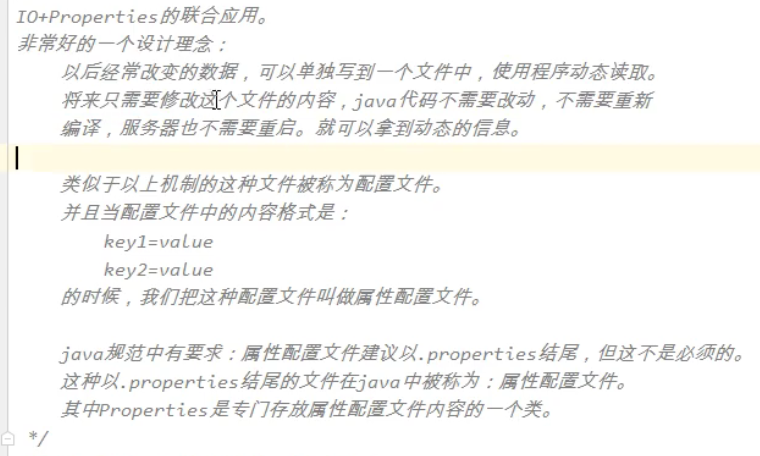 IO+Properties的联合应用。
非常好的一个设计理念：
以后经常改变的数据，可以单独写到一个文件中，使用程序动态读取。
将来只需要修改这个文件的内容，java代码不需要改动，不需要重新
编译，服务器也不需要重启。就可以拿到动态的信息。
类似于以上机制的这种文件被称为配置文件。
并且当配置文件中的内容格式是：
key1=value
key2=value
的时候，我们把这种配置文件叫做属性配置文件。
java规范中有要求：属性配置文件建议以.properties结尾，但这不是必须的。
这种以.properties结尾的文件在java中被称为：属性配置文件。
其中Properties是专门存放属性配置文件内容的一个类。
*/